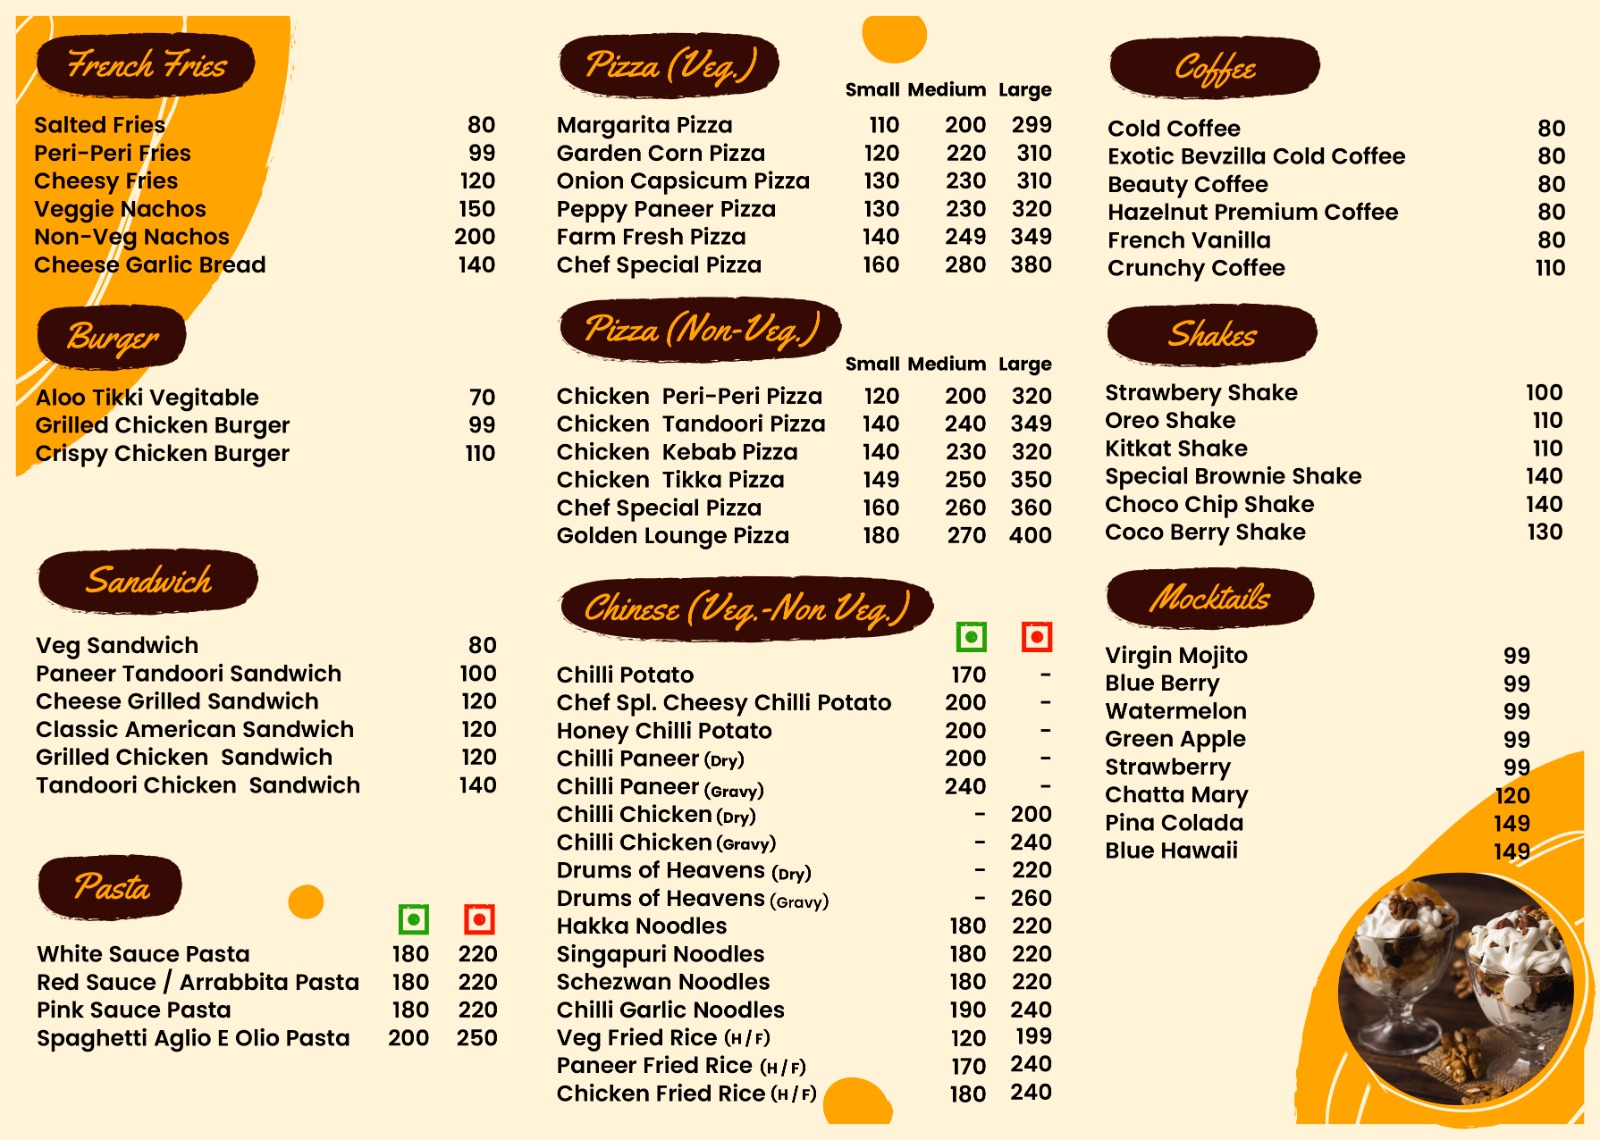 French Fries
Salted Fries 80
Peri-Peri Fries 99
Cheesy Fries 120
Veggie Nachos 150
Non-Veg Nachos 200
Cheese Garlic Bread 140
Burger
Aloo Tikki Vegitable 70
Grilled Chicken Burger 99
Crispy Chicken Burger 110
Sandwich
Veg Sandwich 80
Paneer Tandoori Sandwich 100
Cheese Grilled Sandwich 120
Classic American Sandwich 120
Grilled Chicken Sandwich 120
Tandoori Chicken Sandwich 140
Pasta
White Sauce Pasta 180 220
Red Sauce / Arrabbita Pasta 180 220
Pink Sauce Pasta 180 220
Spaghetti Aglio E Olio Pasta 200 250
Pizza (Veg.)
Small Medium Large
Margarita Pizza 110 200 299
Garden Corn Pizza 120 220 310
Onion Capsicum Pizza 130 230 310
Peppy Paneer Pizza 130 230 320
Farm Fresh Pizza 140 249 349
Chef Special Pizza 160 280 380
Pizza (Non-Veg.)
Small Medium Large
Chicken Peri-Peri Pizza 120 200 320
Chicken Tandoori Pizza 140 240 349
Chicken Kebab Pizza 140 230 320
Chicken Tikka Pizza 149 250 350
Chef Special Pizza 160 260 360
Golden Lounge Pizza 180 270 400
Chinese (Veg.-Non Veg.)
Chilli Potato 170 -
Chef Spl. Cheesy Chilli Potato 200 -
Honey Chilli Potato 200 -
Chilli Paneer (Dry) 200 -
Chilli Paneer (Gravy) 240 -
Chilli Chicken (Dry) - 200
Chilli Chicken (Gravy) - 240
Drums of Heavens (Dry) - 220
Drums of Heavens (Gravy) - 260
Hakka Noodles 180 220
Singapuri Noodles 180 220
Schezwan Noodles 180 220
Chilli Garlic Noodles 190 240
Veg Fried Rice (H/F) 120 199
Paneer Fried Rice (H/F) 170 240
Chicken Fried Rice (H/F) 180 240
Coffee
Cold Coffee 80
Exotic Bevzilla Cold Coffee 80
Beauty Coffee 80
Hazelnut Premium Coffee 80
French Vanilla 80
Crunchy Coffee 110
Shakes
Strawbery Shake 100
Oreo Shake 110
Kitkat Shake 110
Special Brownie Shake 140
Choco Chip Shake 140
Coco Berry Shake 130
Mocktails
Virgin Mojito 99
Blue Berry 99
Watermelon 99
Green Apple 99
Strawberry 99
Chatta Mary 120
Pina Colada 149
Blue Hawaii 149